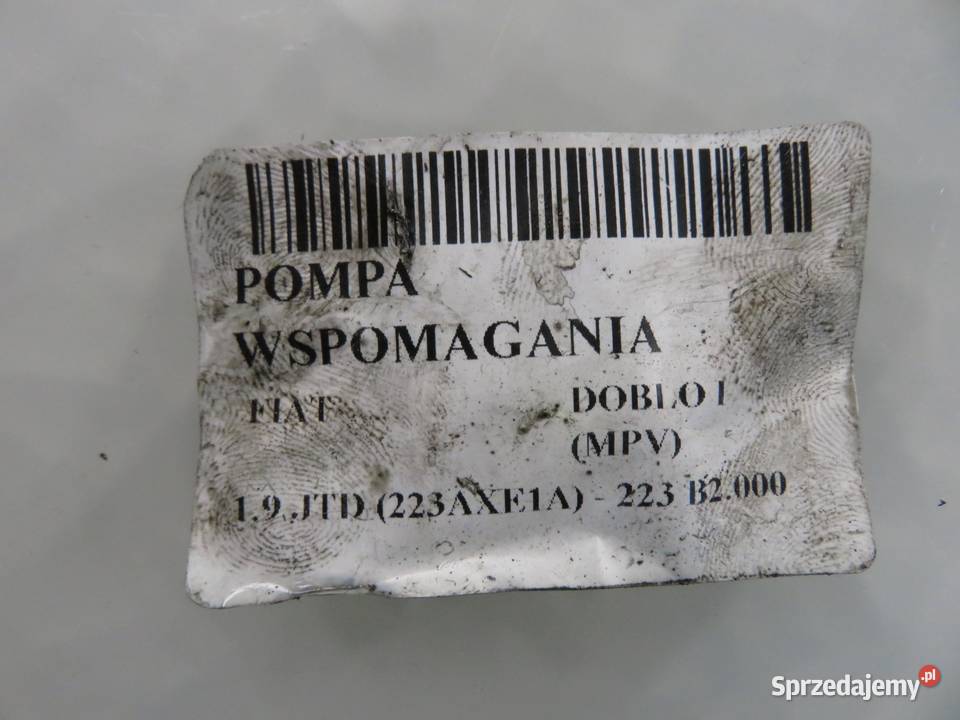 POMPA
WSPOMAGANIA
FIAT DOBLO I
(MPV)
1.9 JTD (223AXE1A) - 223 B2.000
Sprzedajemy.pl